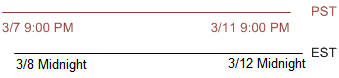 PST
3/7 9:00 PM 3/11 9:00 PM
EST
3/8 Midnight 3/12 Midnight